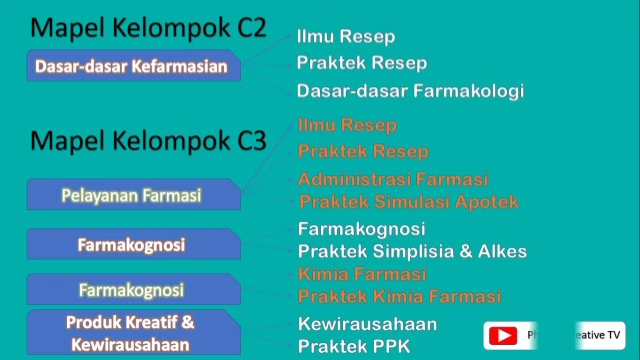 Mapel Kelompok C2
Dasar-dasar Kefarmasian
Ilmu Resep
Praktek Resep
Dasar-dasar Farmakologi
Mapel Kelompok C3
Pelayanan Farmasi
Ilmu Resep
Praktek Resep
Administrasi Farmasi
Praktek Simulasi Apotek
Farmakognosi
Farmakognosi
Praktek Simplisia & Alkes
Farmakognosi
Kimia Farmasi
Praktek Kimia Farmasi
Produk Kreatif &
Kewirausahaan
Kewirausahaan
Praktek PPK
TV